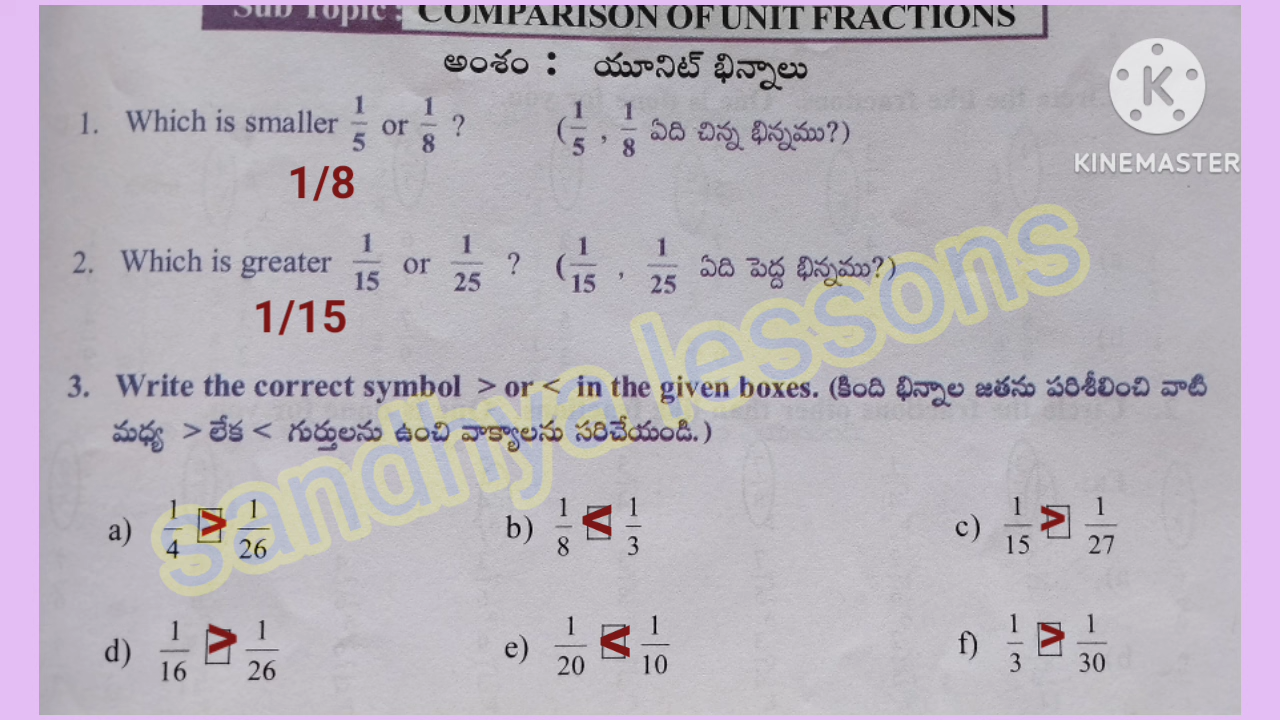 Sub Topic : COMPARISON OF UNIT FRACTIONS
అంశం : యూనిట్ భిన్నాలు
KINEMASTER
1. Which is smaller 1/5 or 1/8 ? (1/5 , 1/8 ఏది చిన్న భిన్నము?)
1/8
2. Which is greater 1/15 or 1/25 ? (1/15 , 1/25 ఏది పెద్ద భిన్నము?)
1/15
3. Write the correct symbol > or < in the given boxes. (కింది భిన్నాల జతను పరిశీలించి వాటి
మధ్య > లేక < గుర్తులను ఉంచి వాక్యాలను సరిచేయండి.)
sandhya lessons
a) 1/4 > 1/26 b) 1/8 < 1/3 c) 1/15 > 1/27
d) 1/16 > 1/26 e) 1/20 < 1/10 f) 1/3 > 1/30